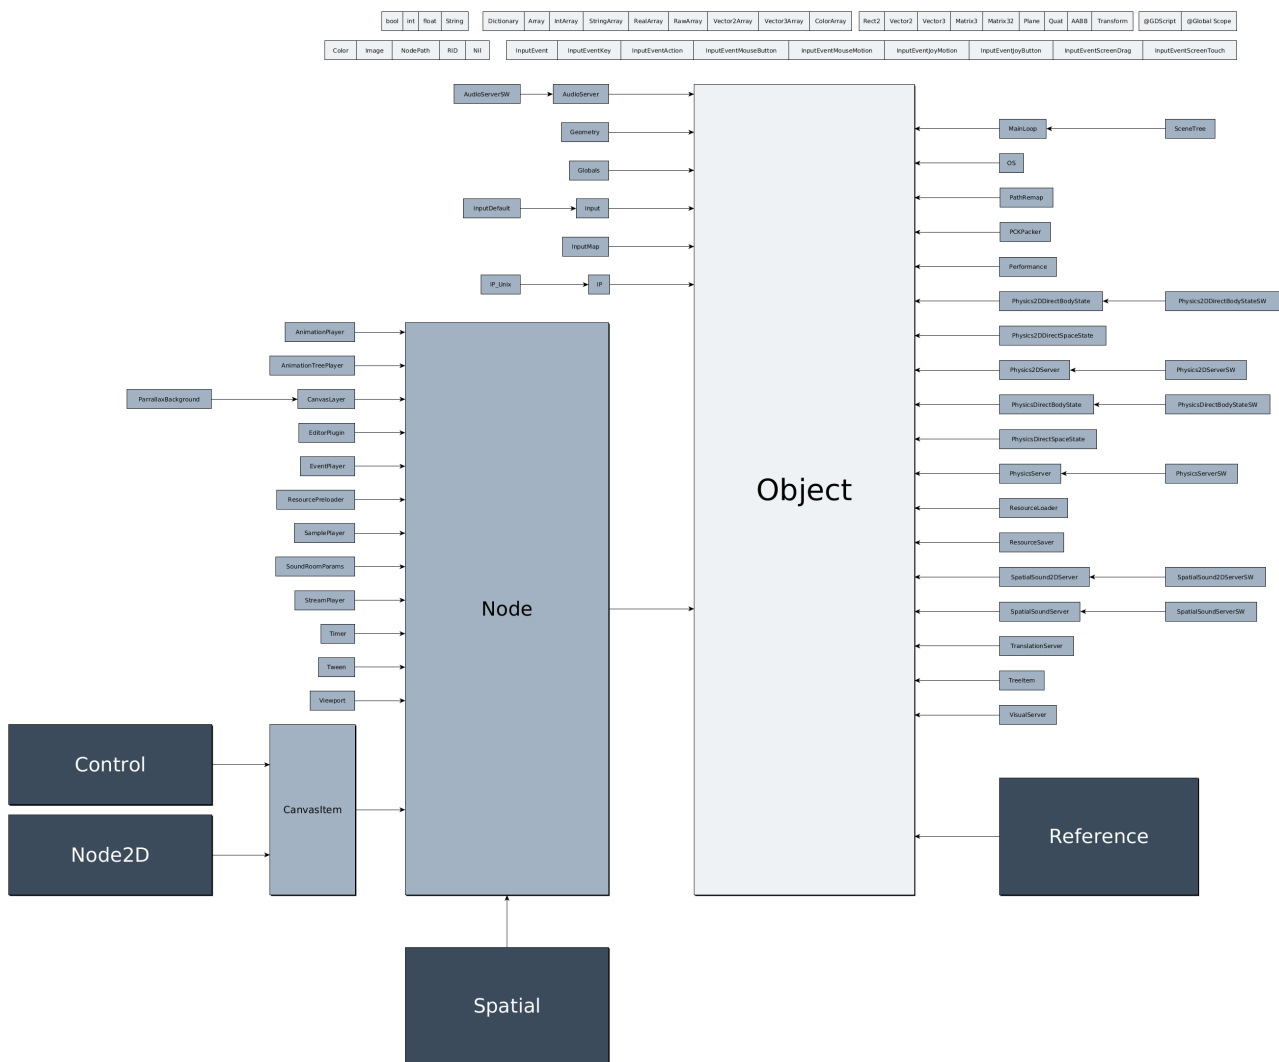 bool int float String
Dictionary Array IntArray StringArray RealArray RawArray Vector2Array Vector3Array ColorArray
Rect2 Vector2 Vector3 Matrix3 Matrix32 Plane Quat AABB Transform
@GDScript @Global Scope
Color Image NodePath RID Nil
InputEvent InputEventKey InputEventAction InputEventMouseButton InputEventMouseMotion InputEventJoyMotion InputEventJoyButton InputEventScreenDrag InputEventScreenTouch
AudioServerSW AudioServer
Geometry
Globals
InputDefault Input
InputMap
IP_Unix IP
AnimationPlayer
AnimationTreePlayer
ParrallaxBackground CanvasLayer
EditorPlugin
EventPlayer
ResourcePreloader
SamplePlayer
SoundRoomParams
StreamPlayer
Timer
Tween
Viewport
Control
Node2D
CanvasItem
Node
Spatial
Object
MainLoop SceneTree
OS
PathRemap
PCKPacker
Performance
Physics2DDirectBodyState Physics2DDirectBodyStateSW
Physics2DDirectSpaceState
Physics2DServer Physics2DServerSW
PhysicsDirectBodyState PhysicsDirectBodyStateSW
PhysicsDirectSpaceState
PhysicsServer PhysicsServerSW
ResourceLoader
ResourceSaver
SpatialSound2DServer SpatialSound2DServerSW
SpatialSoundServer SpatialSoundServerSW
TranslationServer
TreeItem
VisualServer
Reference